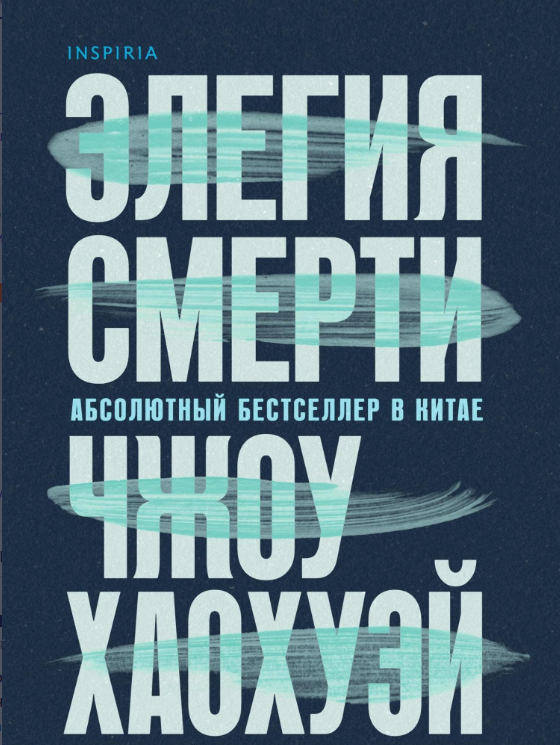 INSPIRIA
ЭЛЕГИЯ
СМЕРТИ
АБСОЛЮТНЫЙ БЕСТСЕЛЛЕР В КИТАЕ
ЧЖОУ
ХАОХУЭЙ